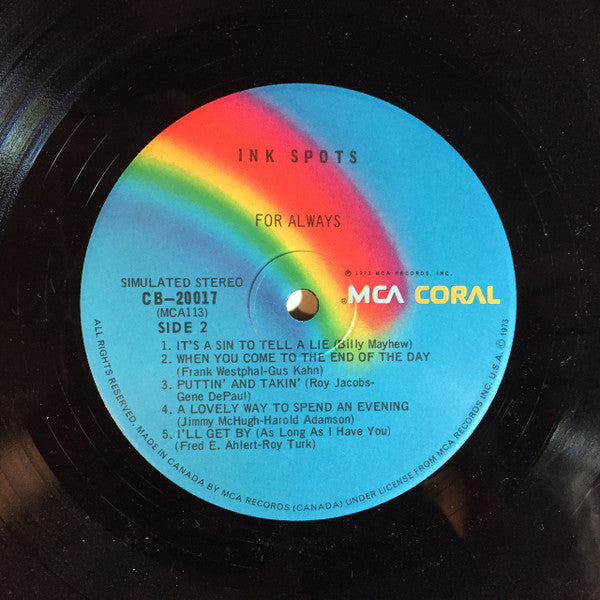 INK SPOTS
FOR ALWAYS
℗ 1973 MCA RECORDS, INC.
SIMULATED STEREO
CB—20017
(MCA113)
SIDE 2
® MCA CORAL
1. IT'S A SIN TO TELL A LIE (Billy Mayhew)
2. WHEN YOU COME TO THE END OF THE DAY
(Frank Westphal-Gus Kahn)
3. PUTTIN' AND TAKIN' (Roy Jacobs-
Gene DePaul)
4. A LOVELY WAY TO SPEND AN EVENING
(Jimmy McHugh-Harold Adamson)
5. I'LL GET BY (As Long As I Have You)
(Fred E. Ahlert-Roy Turk)
ALL RIGHTS RESERVED. MADE IN CANADA BY MCA RECORDS (CANADA) UNDER LICENSE FROM MCA RECORDS INC. U.S.A. © 1973